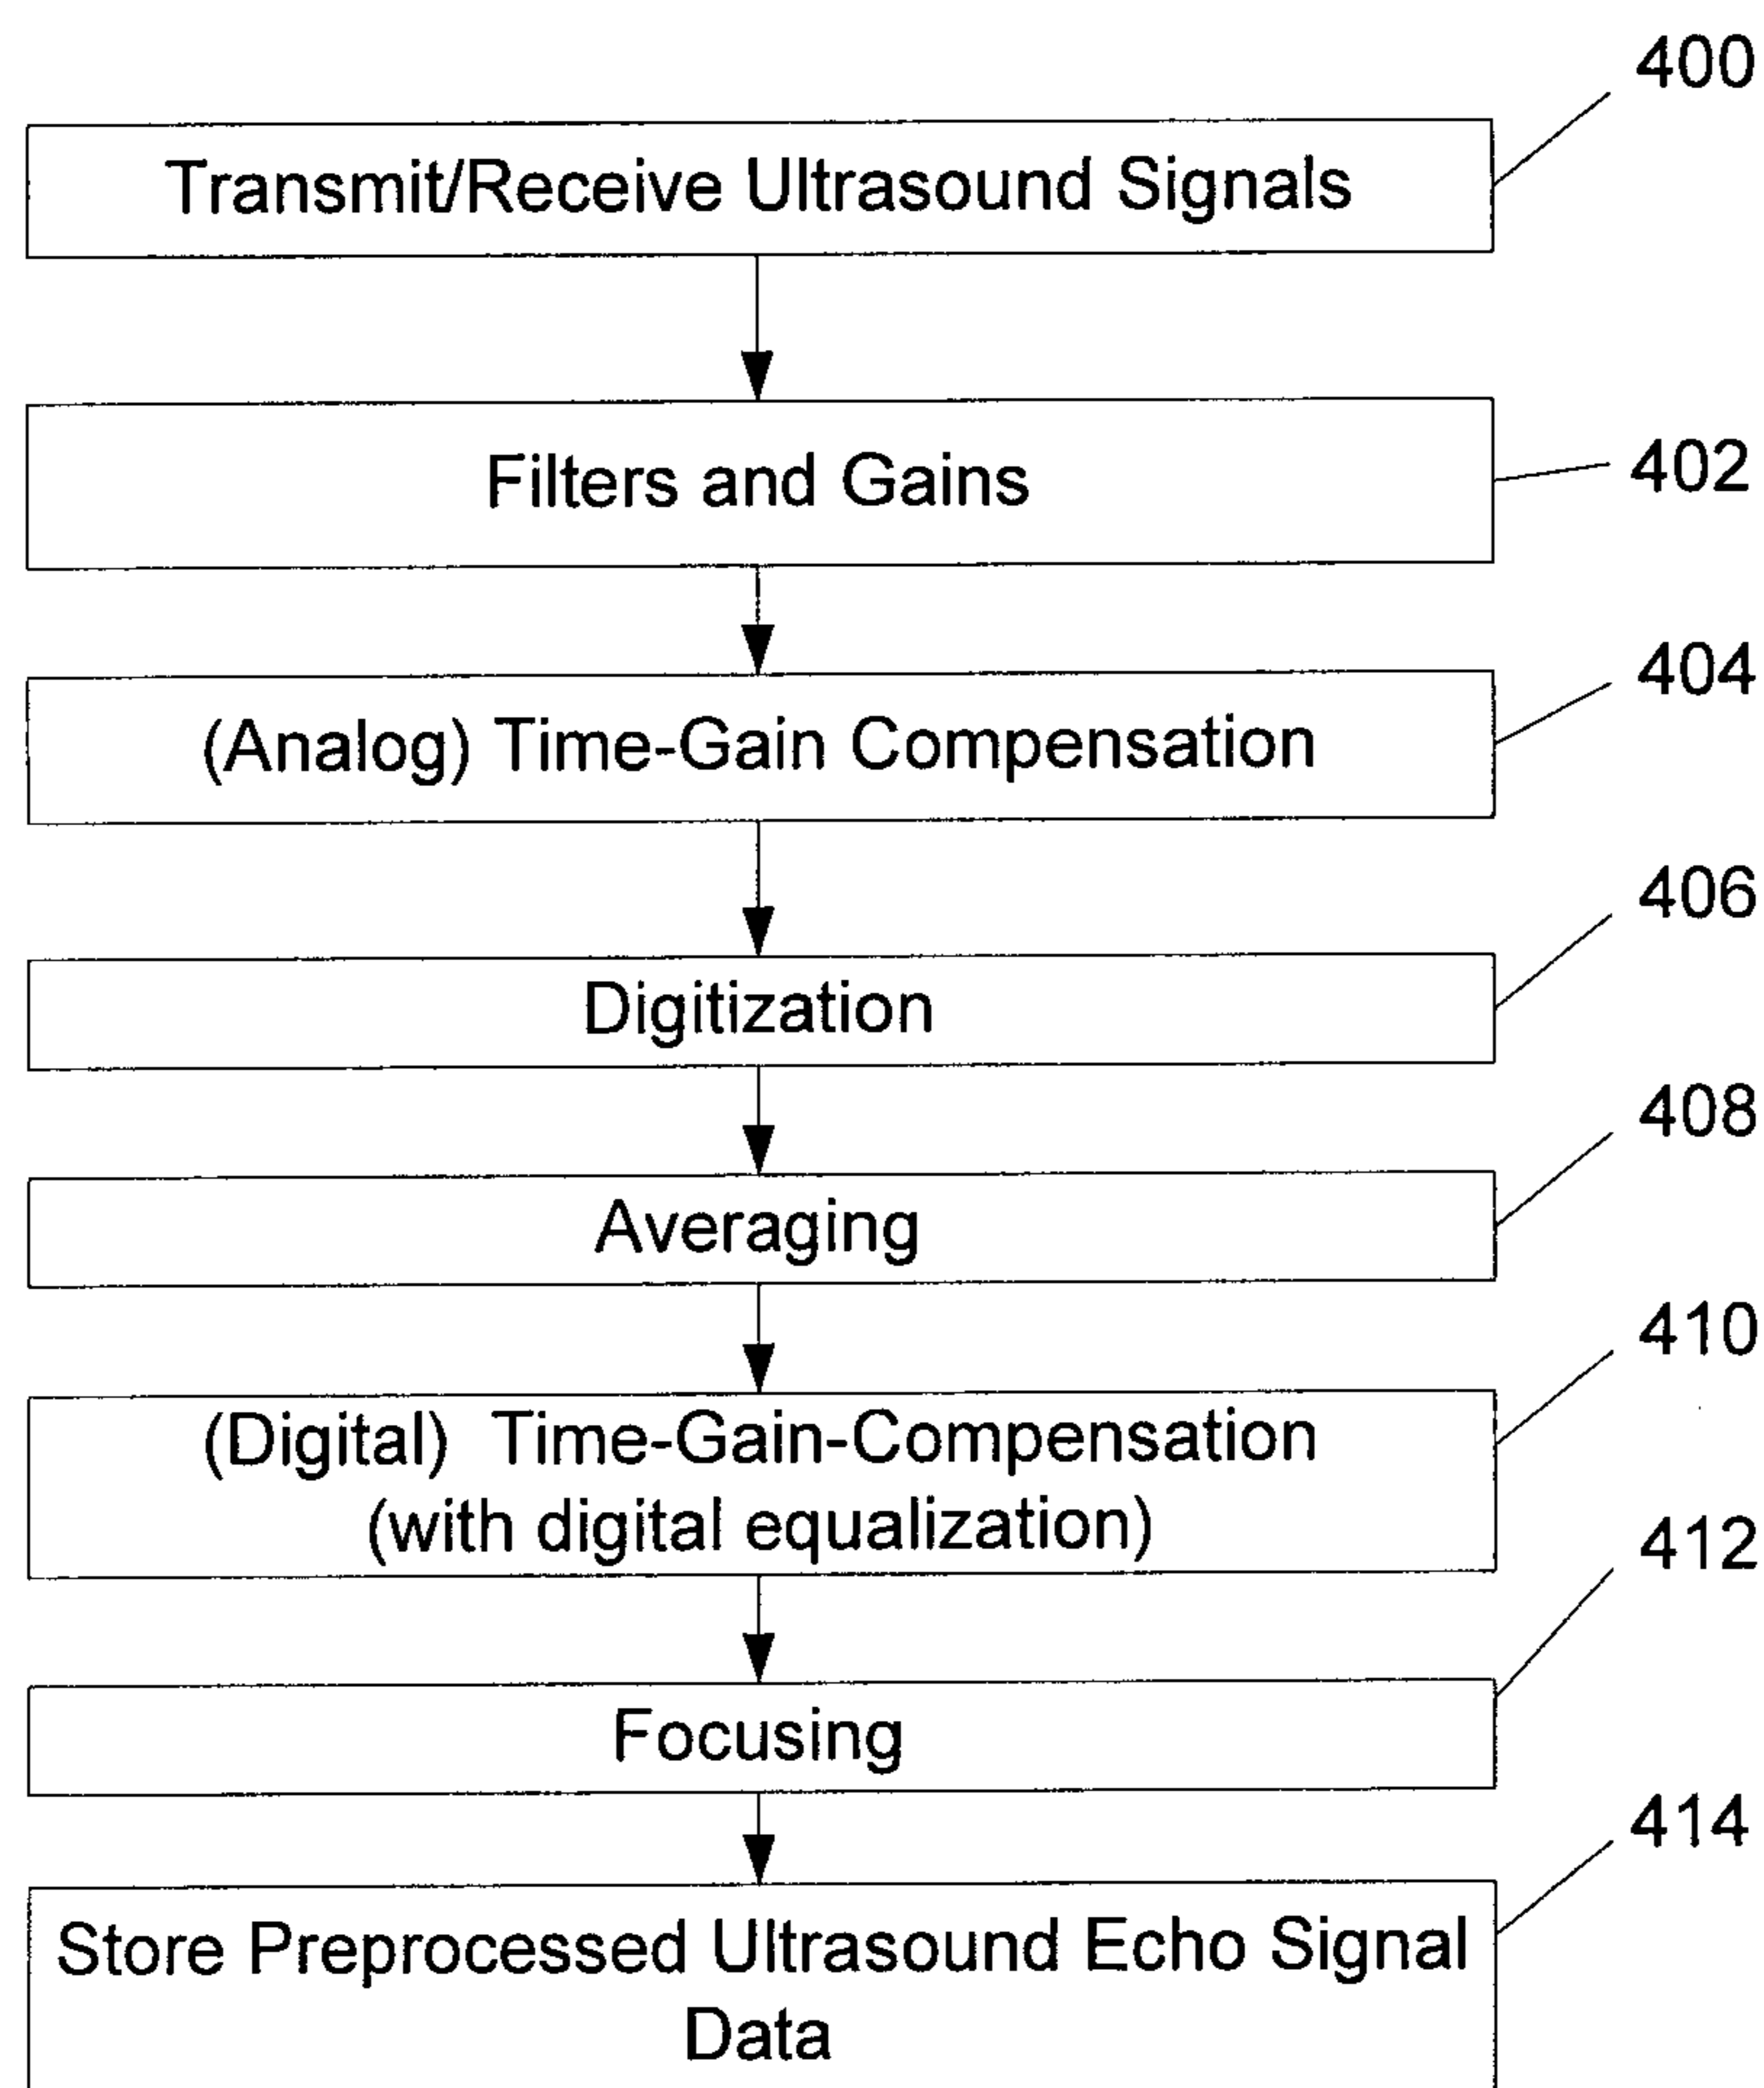 400
Transmit/Receive Ultrasound Signals
Filters and Gains
402
404
(Analog) Time-Gain Compensation
406
Digitization
408
Averaging
410
(Digital) Time-Gain-Compensation
(with digital equalization)
412
Focusing
414
Store Preprocessed Ultrasound Echo Signal
Data